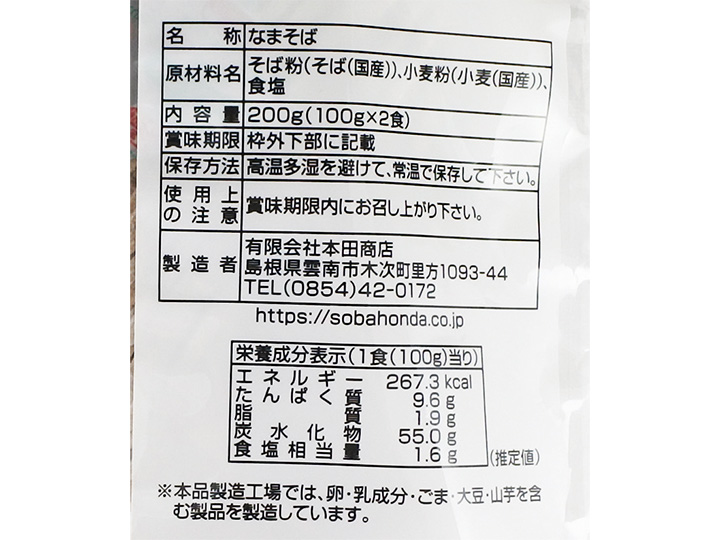 名称 なまそば
原材料名 そば粉(そば(国産))、小麦粉(小麦(国産))、
食塩
内容量 200g(100g×2食)
賞味期限 枠外下部に記載
保存方法 高温多湿を避けて、常温で保存して下さい。
使用上の注意 賞味期限内にお召し上がり下さい。
製造者 有限会社本田商店
島根県雲南市木次町里方1093-44
TEL(0854)42-0172
https://sobahonda.co.jp
栄養成分表示(1食(100g)当り)
エネルギー 267.3 kcal
たんぱく質 9.6 g
脂質 1.9 g
炭水化物 55.0 g
食塩相当量 1.6 g
(推定値)
※本品製造工場では、卵・乳成分・ごま・大豆・山芋を含
む製品を製造しています。